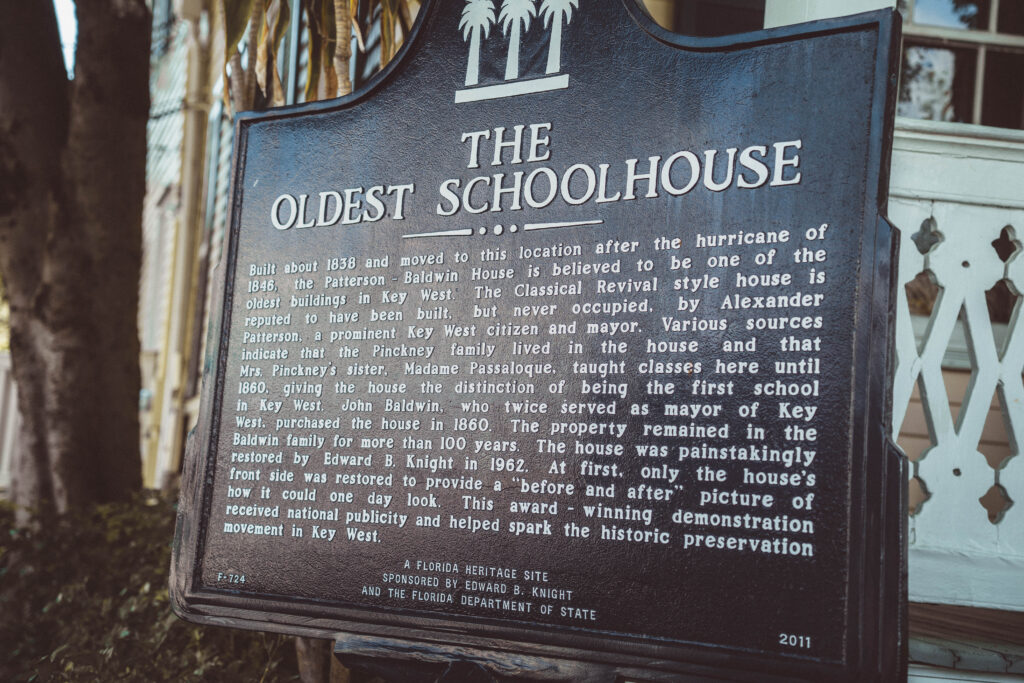 THE
OLDEST SCHOOLHOUSE
Built about 1838 and moved to this location after the hurricane of
1846, the Patterson - Baldwin House is believed to be one of the
oldest buildings in Key West. The Classical Revival style house is
reputed to have been built, but never occupied, by Alexander
Patterson, a prominent Key West citizen and mayor. Various sources
indicate that the Pinckney family lived in the house and that
Mrs. Pinckney's sister, Madame Passaloque, taught classes here until
1860, giving the house the distinction of being the first school
in Key West. John Baldwin, who twice served as mayor of Key
West, purchased the house in 1860. The property remained in the
Baldwin family for more than 100 years. The house was painstakingly
restored by Edward B. Knight in 1962. At first, only the house's
front side was restored to provide a "before and after" picture of
how it could one day look. This award - winning demonstration
received national publicity and helped spark the historic preservation
movement in Key West.
A FLORIDA HERITAGE SITE
SPONSORED BY EDWARD B. KNIGHT
AND THE FLORIDA DEPARTMENT OF STATE
F-724
2011